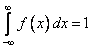 ∫_{-∞}^{∞} f(x) dx = 1